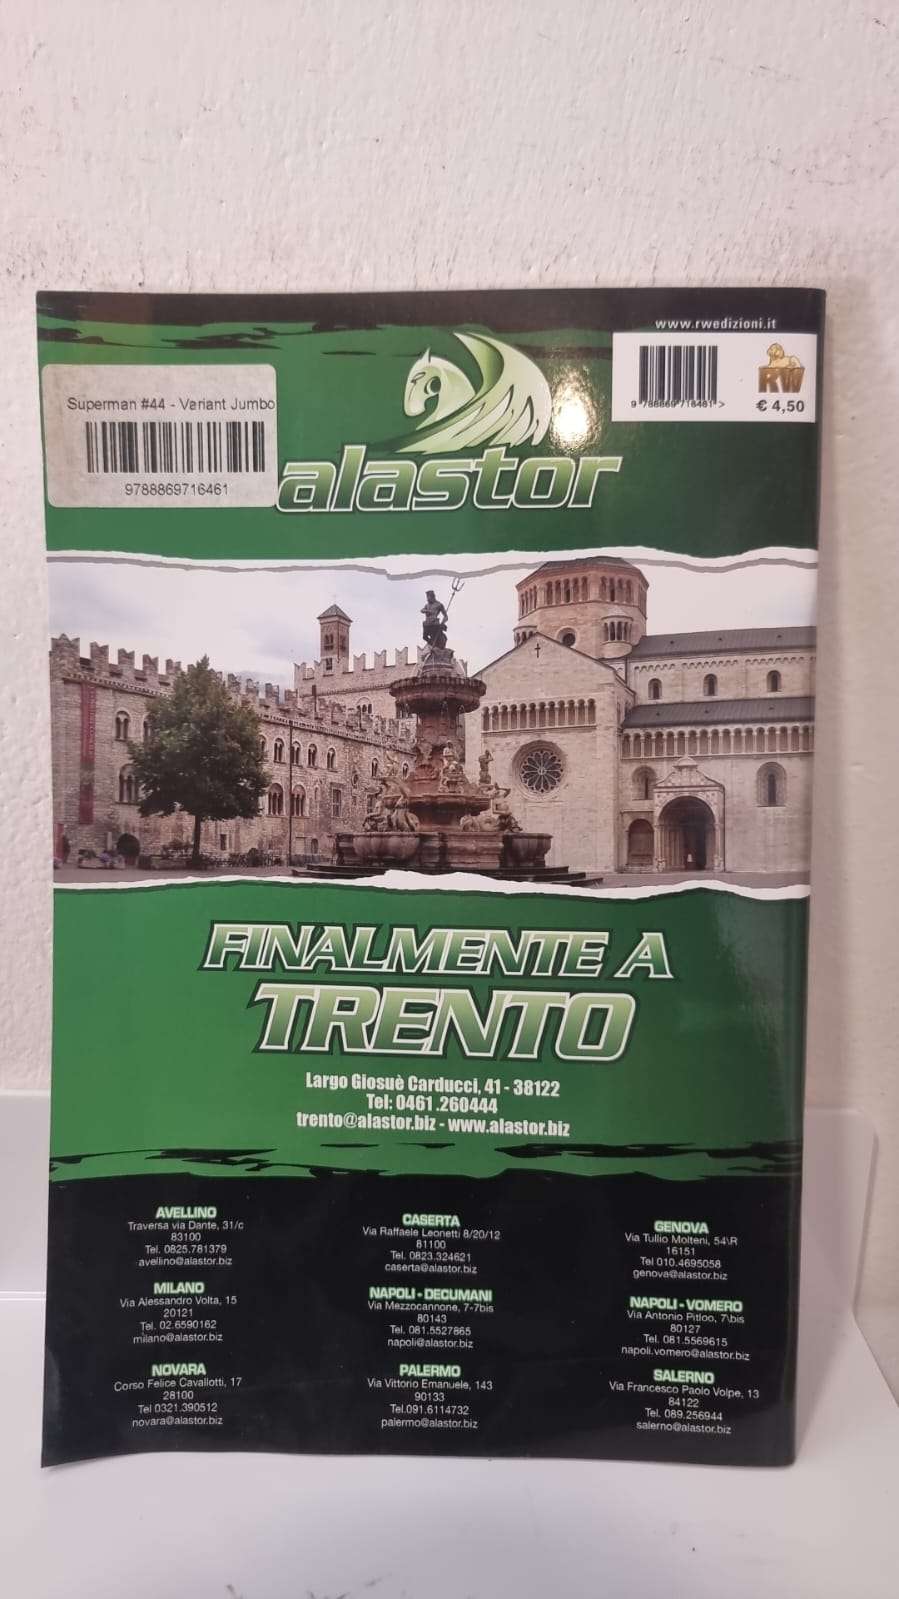 www.rwedizioni.it
9 788869 716461 >
RW
€ 4,50
Superman #44 - Variant Jumbo
9788869716461
alastor
FINALMENTE A
TRENTO
Largo Giosuè Carducci, 41 - 38122
Tel: 0461.260444
trento@alastor.biz - www.alastor.biz
AVELLINO
Traversa via Dante, 31/c
83100
Tel. 0825.781379
avellino@alastor.biz
CASERTA
Via Raffaele Leonetti 8/20/12
81100
Tel. 0823.324621
caserta@alastor.biz
GENOVA
Via Tullio Molteni, 54\R
16151
Tel 010.4695058
genova@alastor.biz
MILANO
Via Alessandro Volta, 15
20121
Tel. 02.6590162
milano@alastor.biz
NAPOLI - DECUMANI
Via Mezzocannone, 7-7bis
80143
Tel. 081.5527865
napoli@alastor.biz
NAPOLI - VOMERO
Via Antonio Pitloo, 7\bis
80127
Tel. 081.5569615
napoli.vomero@alastor.biz
NOVARA
Corso Felice Cavallotti, 17
28100
Tel 0321.390512
novara@alastor.biz
PALERMO
Via Vittorio Emanuele, 143
90133
Tel.091.6114732
palermo@alastor.biz
SALERNO
Via Francesco Paolo Volpe, 13
84122
Tel. 089.256944
salerno@alastor.biz